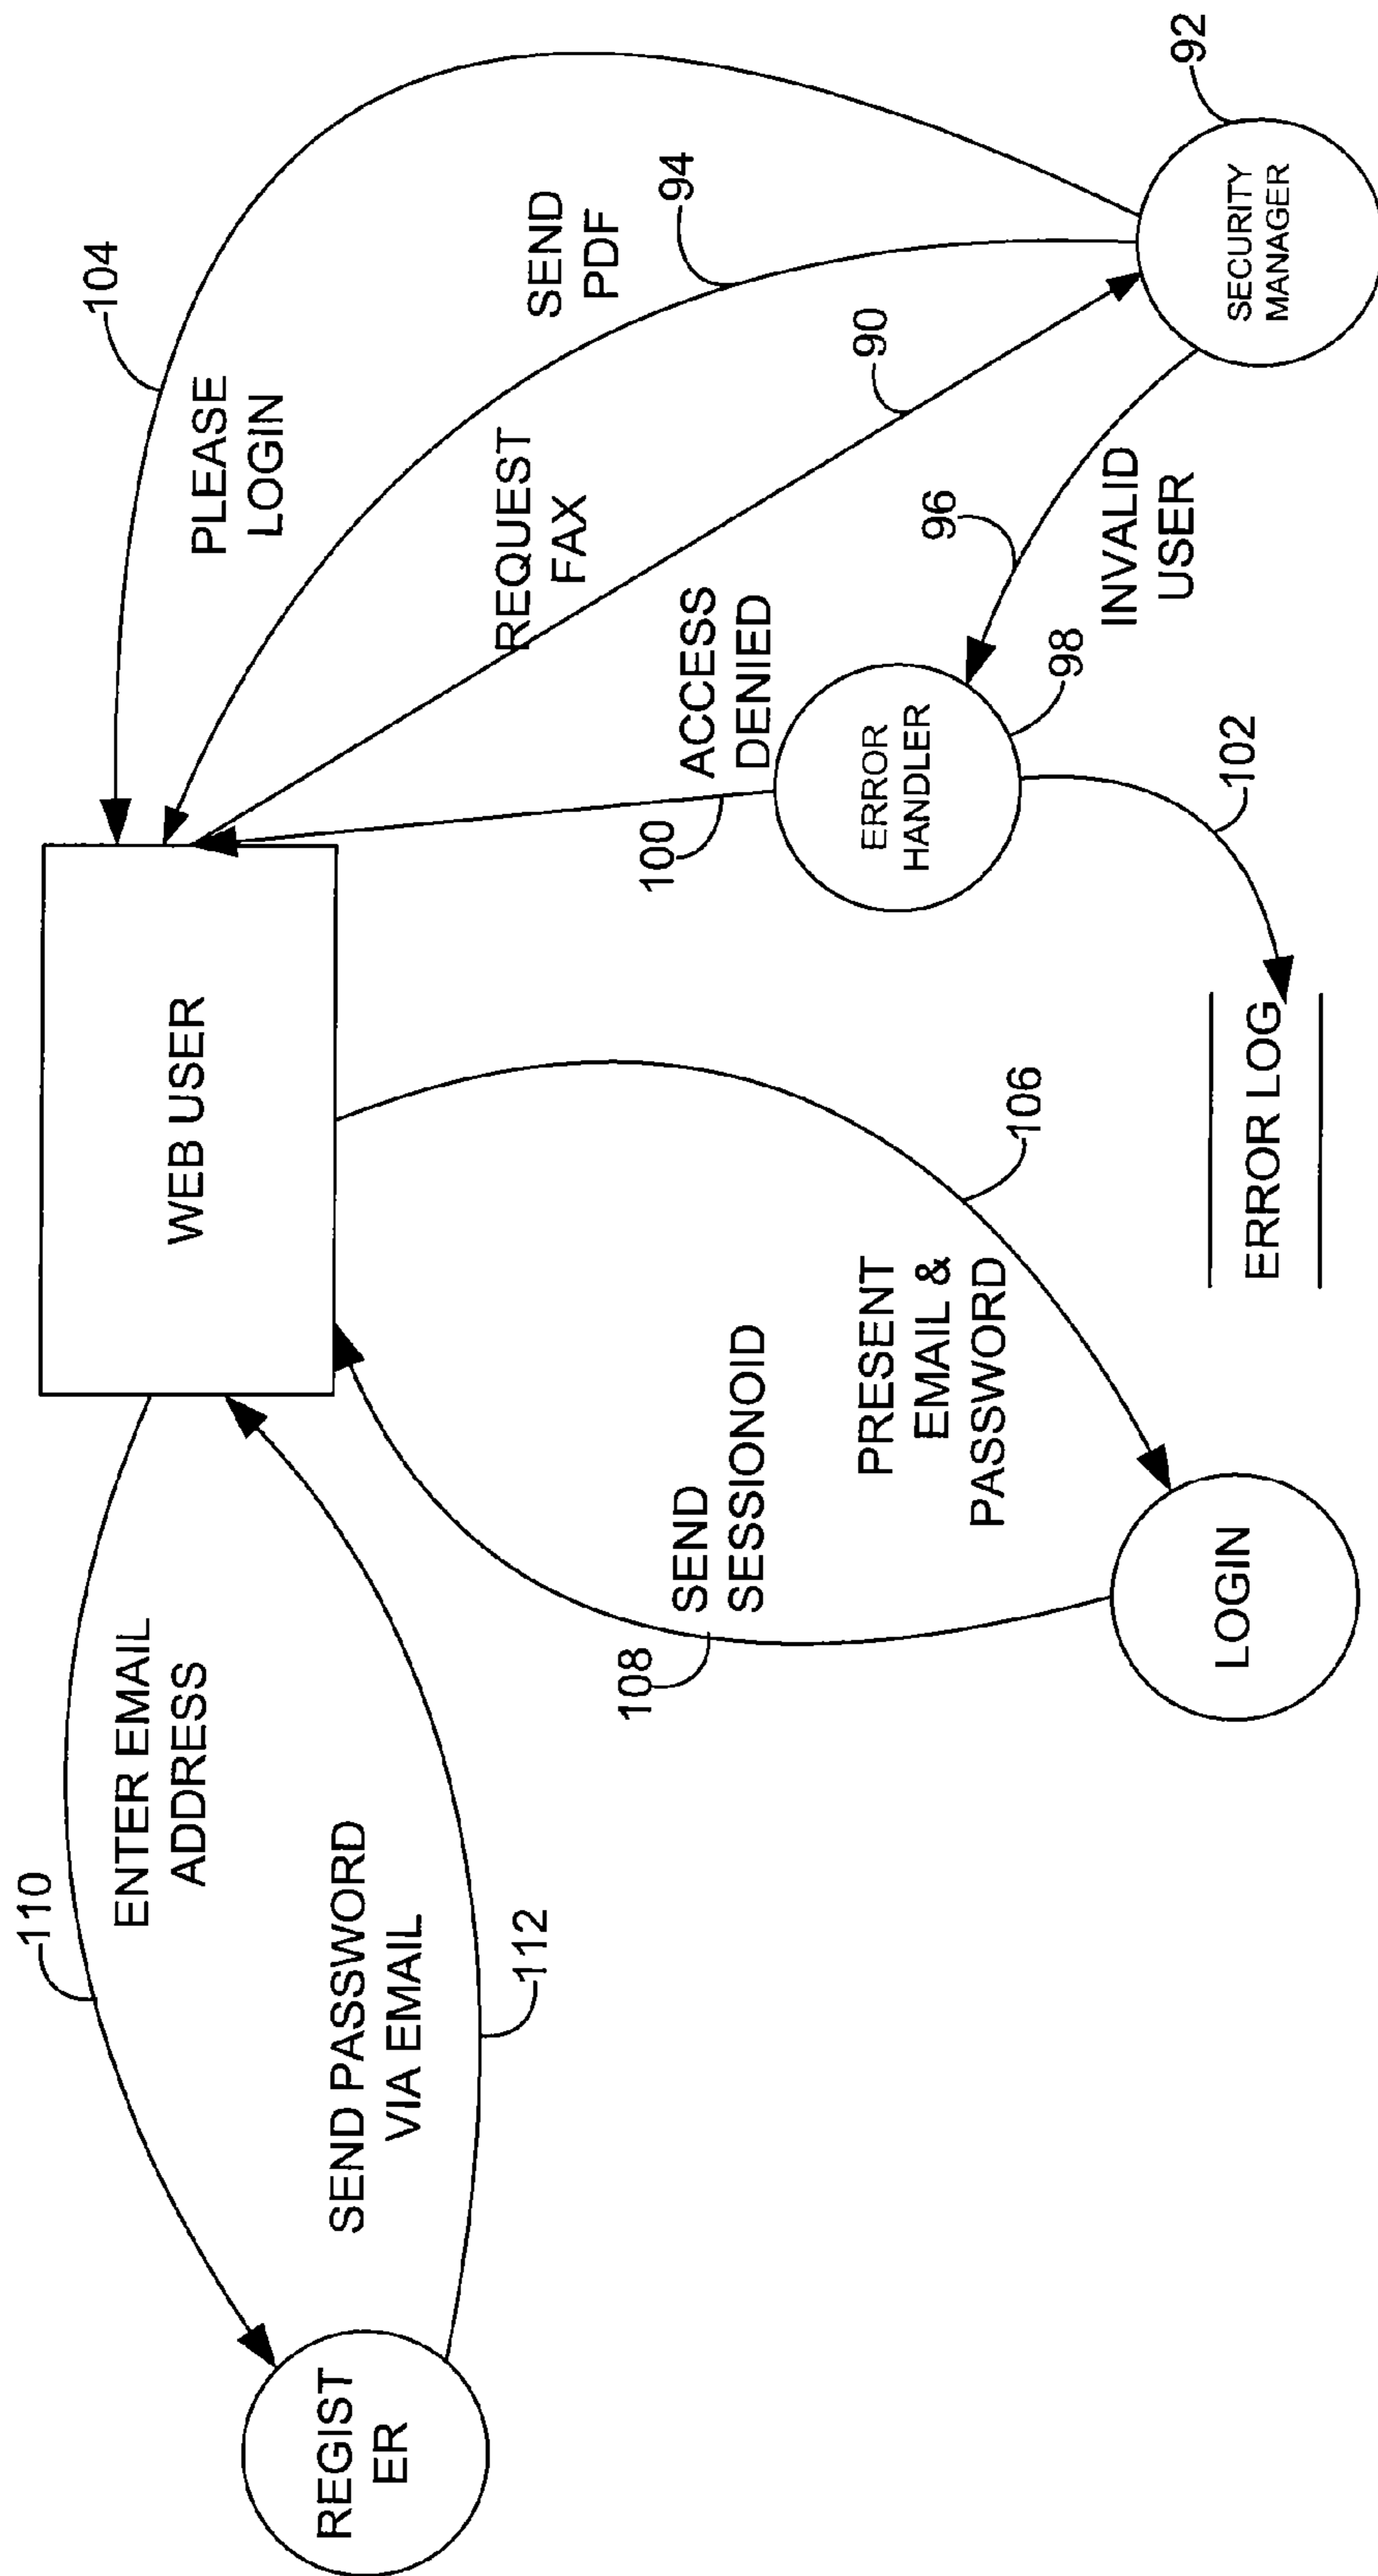 110
ENTER EMAIL
ADDRESS
SEND PASSWORD
VIA EMAIL
112
REGIST
ER
WEB USER
104
PLEASE
LOGIN
SEND
PDF
94
REQUEST
FAX
90
ACCESS
DENIED
100
96
INVALID
USER
SECURITY
MANAGER
92
ERROR
HANDLER
98
102
ERROR LOG
108
SEND
SESSIONOID
PRESENT
EMAIL &
PASSWORD
106
LOGIN